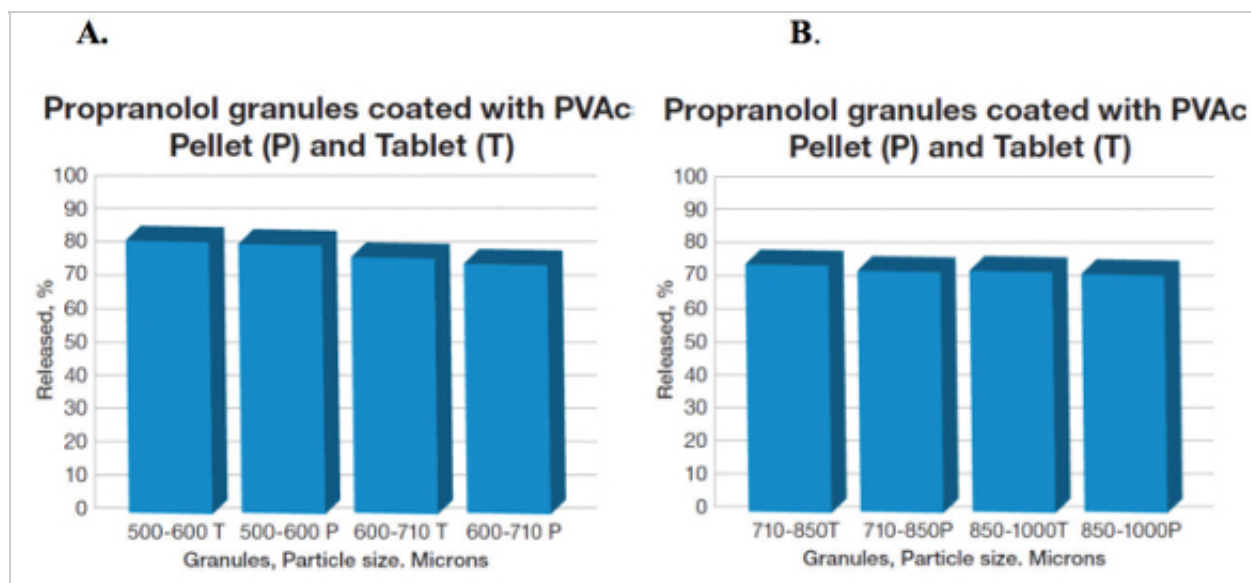 A.
Propranolol granules coated with PVAc
Pellet (P) and Tablet (T)
100
90
80
70
60
50
40
30
20
10
0
Released, %
500-600 T 500-600 P 600-710 T 600-710 P
Granules, Particle size. Microns
B.
Propranolol granules coated with PVAc
Pellet (P) and Tablet (T)
100
90
80
70
60
50
40
30
20
10
0
Released, %
710-850T 710-850P 850-1000T 850-1000P
Granules, Particle size. Microns